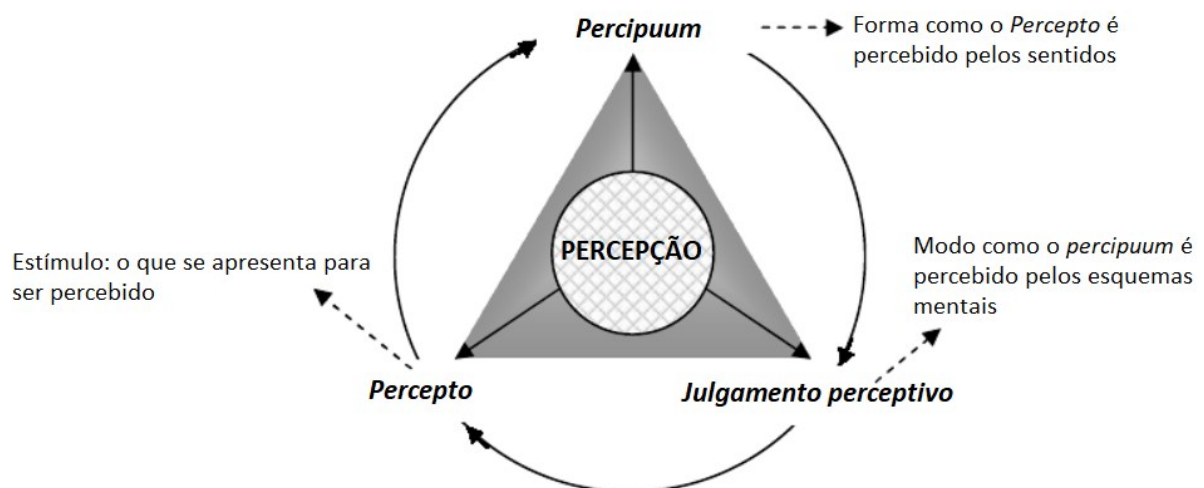 Percipuum
Forma como o Percepto é
percebido pelos sentidos
PERCEPÇÃO
Estímulo: o que se apresenta para
ser percebido
Modo como o percipuum é
percebido pelos esquemas
mentais
Percepto
Julgamento perceptivo